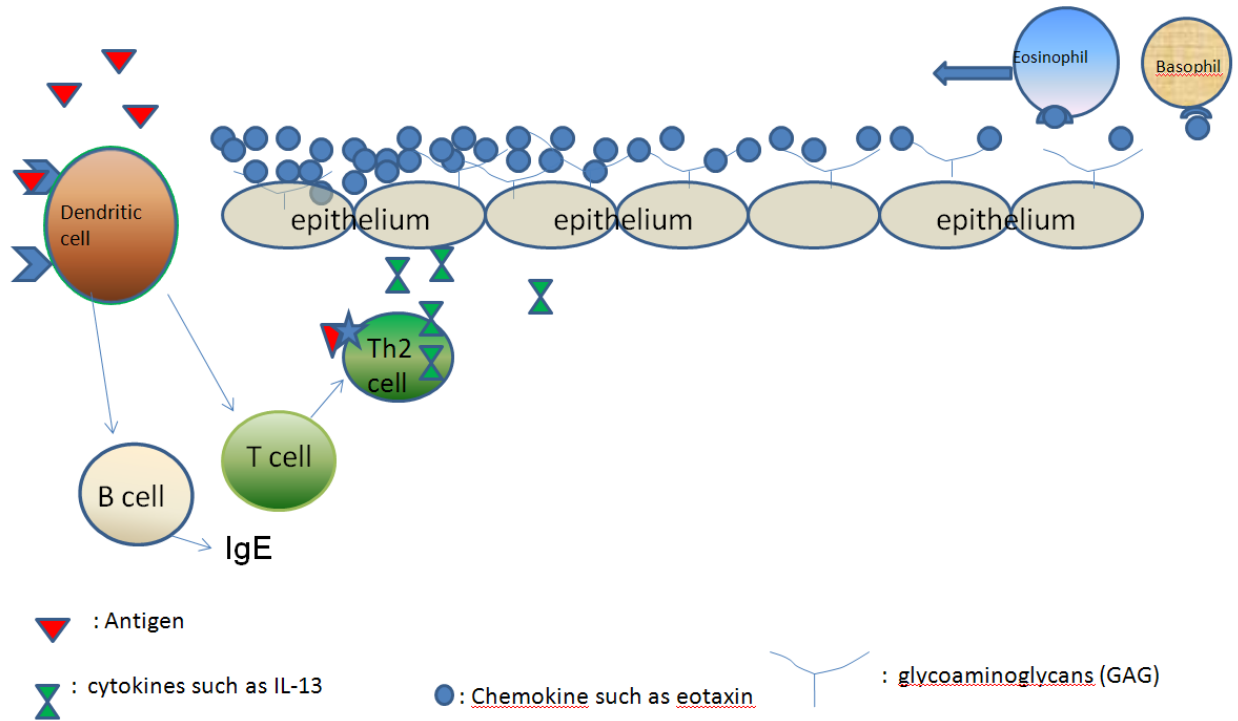 Eosinophil
Basophil
Dendritic
cell
epithelium
epithelium
epithelium
Th2
cell
T cell
B cell
IgE
: Antigen
: cytokines such as IL-13
: Chemokine such as eotaxin
: glycoaminoglycans (GAG)